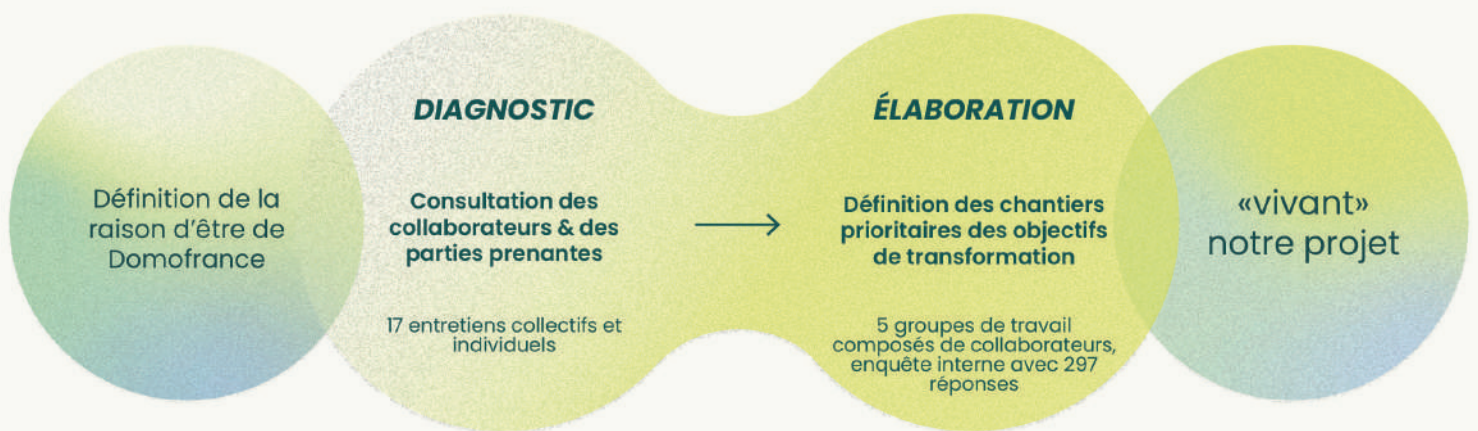 Définition de la
raison d'être de
Domofrance
DIAGNOSTIC
Consultation des
collaborateurs & des
parties prenantes
17 entretiens collectifs et
individuels
ÉLABORATION
Définition des chantiers
prioritaires des objectifs
de transformation
5 groupes de travail
composés de collaborateurs,
enquête interne avec 297
réponses
«vivant»
notre projet